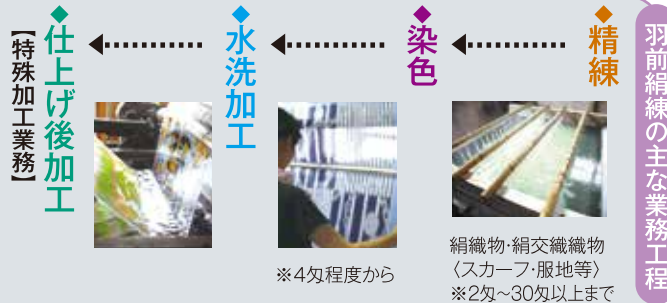 羽前絹練の主な業務工程
◆精練
絹織物・絹交織織物
〈スカーフ・服地等〉
※2匁～30匁以上まで
◆染色
※4匁程度から
◆水洗加工
◆仕上げ後加工
【特殊加工業務】